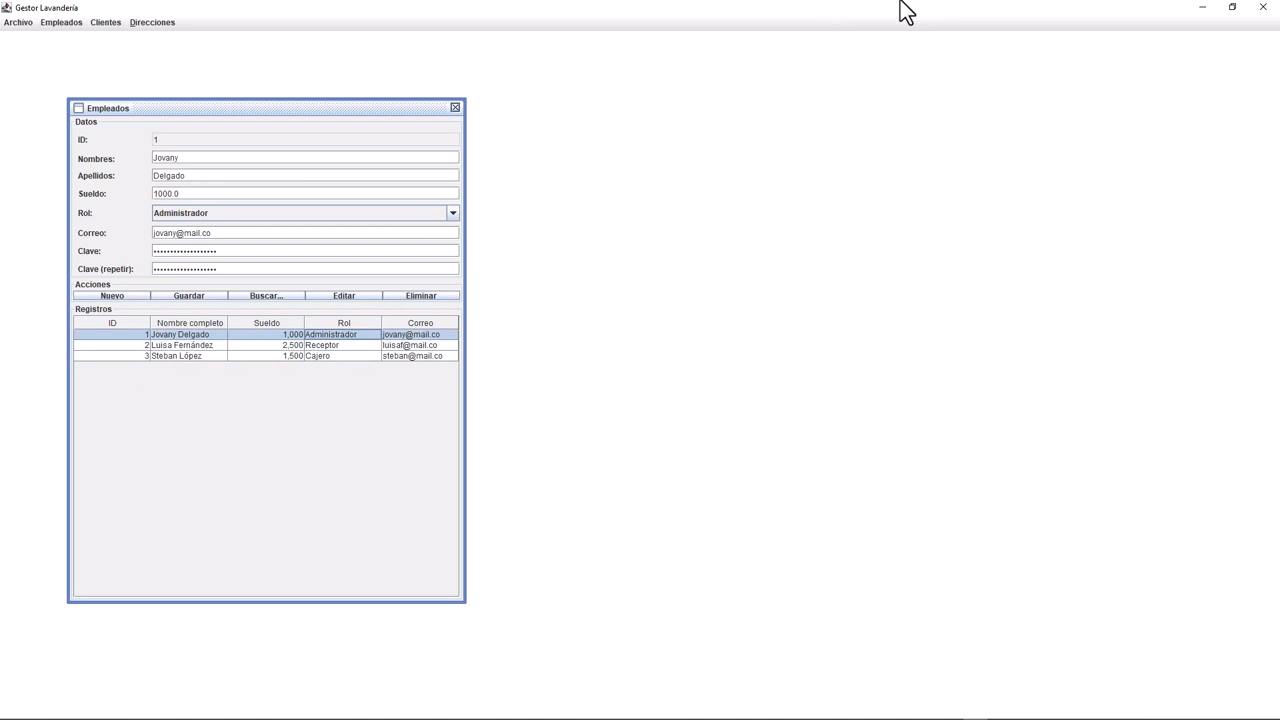 Gestor Lavandería
Archivo Empleados Clientes Direcciones
Empleados
Datos
ID: 1
Nombres: Jovany
Apellidos: Delgado
Sueldo: 1000.0
Rol: Administrador
Correo: jovany@mail.co
Clave: •••••••••••••••••••
Clave (repetir): •••••••••••••••••••
Acciones
Nuevo Guardar Buscar... Editar Eliminar
Registros
ID Nombre completo Sueldo Rol Correo
1 Jovany Delgado 1,000 Administrador jovany@mail.co
2 Luisa Fernández 2,500 Receptor luisaf@mail.co
3 Steban López 1,500 Cajero steban@mail.co